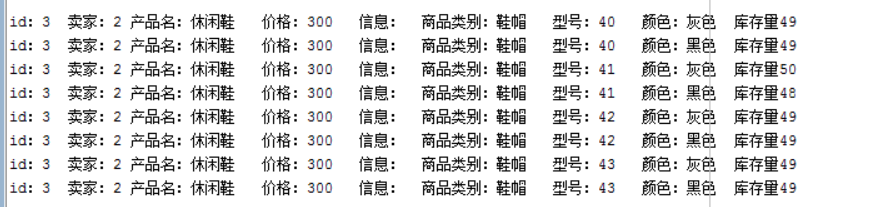 id: 3 卖家: 2 产品名: 休闲鞋 价格: 300 信息: 商品类别: 鞋帽 型号: 40 颜色: 灰色 库存量49
id: 3 卖家: 2 产品名: 休闲鞋 价格: 300 信息: 商品类别: 鞋帽 型号: 40 颜色: 黑色 库存量49
id: 3 卖家: 2 产品名: 休闲鞋 价格: 300 信息: 商品类别: 鞋帽 型号: 41 颜色: 灰色 库存量50
id: 3 卖家: 2 产品名: 休闲鞋 价格: 300 信息: 商品类别: 鞋帽 型号: 41 颜色: 黑色 库存量48
id: 3 卖家: 2 产品名: 休闲鞋 价格: 300 信息: 商品类别: 鞋帽 型号: 42 颜色: 灰色 库存量49
id: 3 卖家: 2 产品名: 休闲鞋 价格: 300 信息: 商品类别: 鞋帽 型号: 42 颜色: 黑色 库存量49
id: 3 卖家: 2 产品名: 休闲鞋 价格: 300 信息: 商品类别: 鞋帽 型号: 43 颜色: 灰色 库存量49
id: 3 卖家: 2 产品名: 休闲鞋 价格: 300 信息: 商品类别: 鞋帽 型号: 43 颜色: 黑色 库存量49